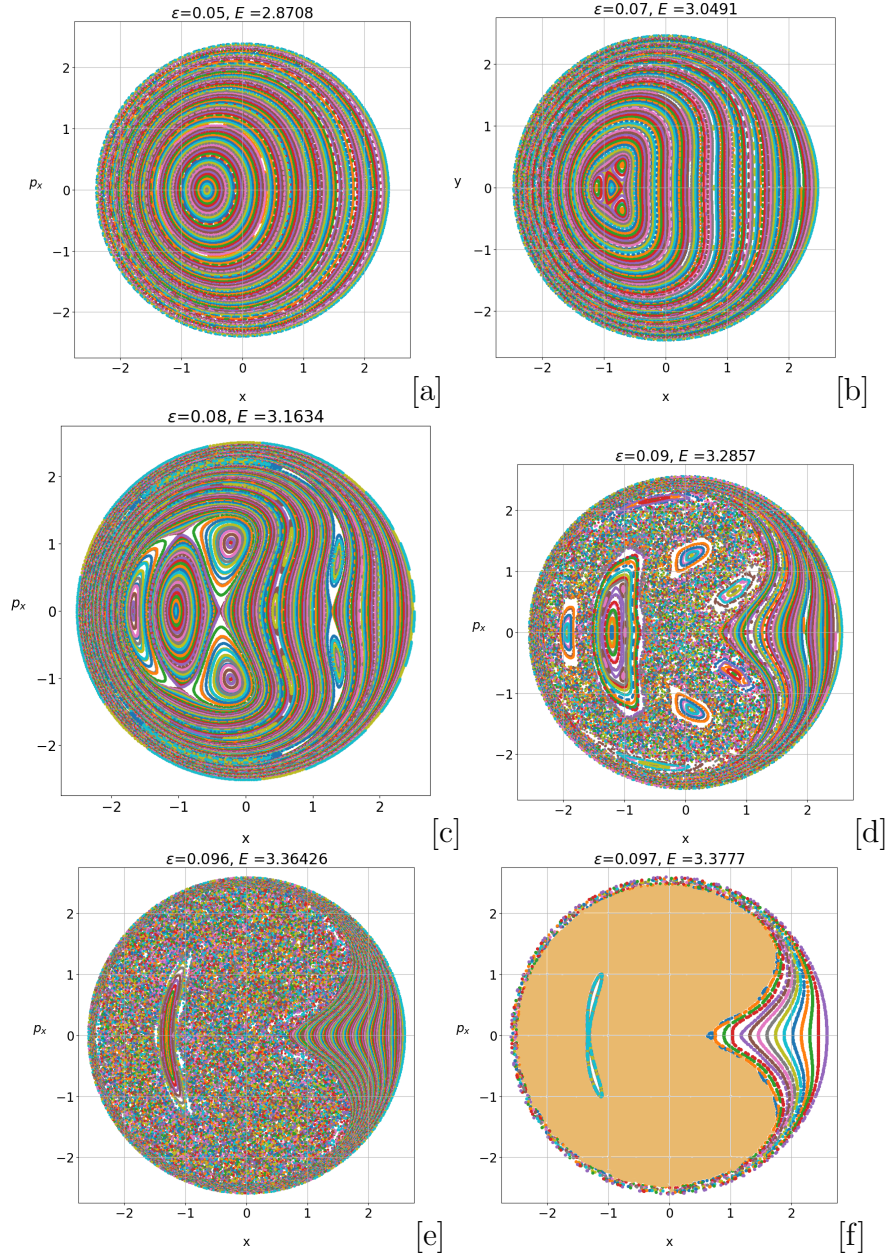 ε=0.05, E =2.8708
2
1
p_x 0
−1
−2
−2 −1 0 1 2
x
[a]
ε=0.07, E =3.0491
2
1
y 0
−1
−2
−2 −1 0 1 2
x
[b]
ε=0.08, E =3.1634
2
1
p_x 0
−1
−2
−2 −1 0 1 2
x
[c]
ε=0.09, E =3.2857
2
1
p_x 0
−1
−2
−2 −1 0 1 2
x
[d]
ε=0.096, E =3.36426
2
1
p_x 0
−1
−2
−2 −1 0 1 2
x
[e]
ε=0.097, E =3.3777
2
1
p_x 0
−1
−2
−2 −1 0 1 2
x
[f]